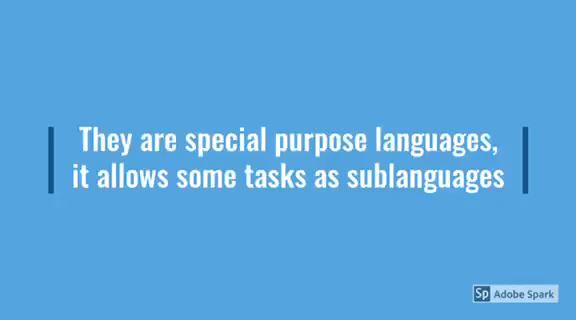 They are special purpose languages,
it allows some tasks as sublanguages
Sp Adobe Spark